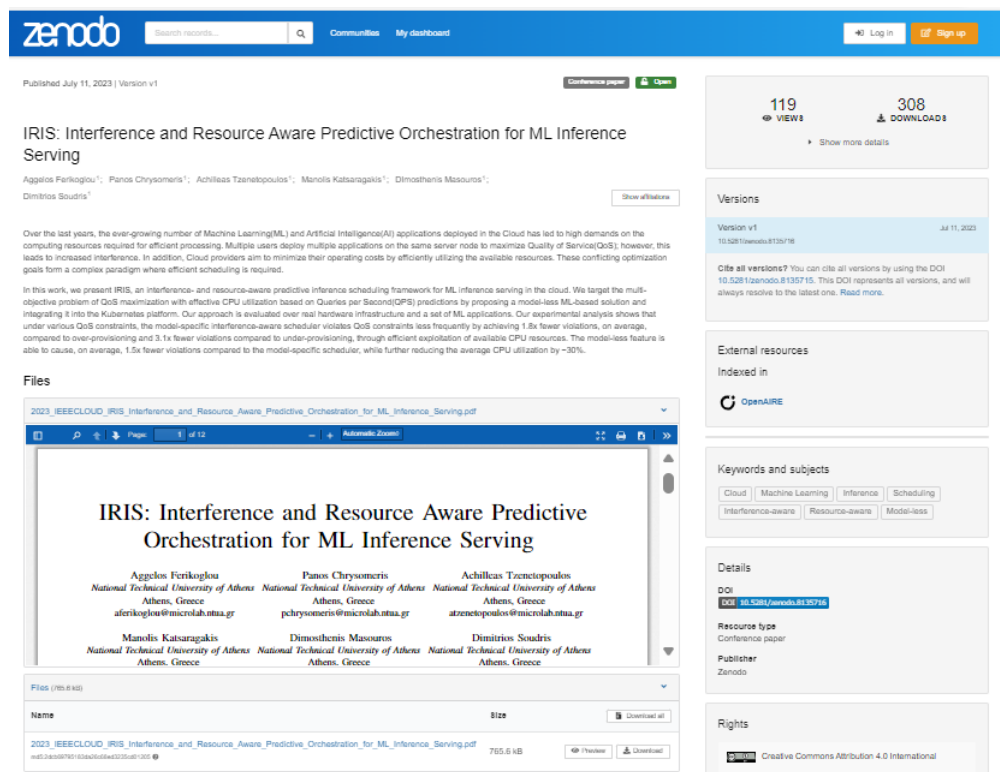 zenodo
Search records...
Communities
My dashboard
Log in
Sign up
Published July 11, 2023 | Version v1
Conference paper
Open
IRIS: Interference and Resource Aware Predictive Orchestration for ML Inference
Serving
Aggelos Ferikoglou¹; Panos Chrysomeris¹; Achilleas Tzenetopoulos¹; Manolis Katsaragakis¹; Dimosthenis Masouros¹;
Dimitrios Soudris¹
Show affiliations
Over the last years, the ever-growing number of Machine Learning(ML) and Artificial Intelligence(AI) applications deployed in the Cloud has led to high demands on the
computing resources required for efficient processing. Multiple users deploy multiple applications on the same server node to maximize Quality of Service(QoS); however, this
leads to increased interference. In addition, Cloud providers aim to minimize their operating costs by efficiently utilizing the available resources. These conflicting optimization
goals form a complex paradigm where efficient scheduling is required.
In this work, we present IRIS, an interference- and resource-aware predictive inference scheduling framework for ML inference serving in the cloud. We target the multi-
objective problem of QoS maximization with effective CPU utilization based on Queries per Second(QPS) predictions by proposing a model-less ML-based solution and
integrating it into the Kubernetes platform. Our approach is evaluated over real hardware infrastructure and a set of ML applications. Our experimental analysis shows that
under various QoS constraints, the model-specific interference-aware scheduler violates QoS constraints less frequently by achieving 1.8x fewer violations, on average,
compared to over-provisioning and 3.1x fewer violations compared to under-provisioning, through efficient exploitation of available CPU resources. The model-less feature is
able to cause, on average, 1.5x fewer violations compared to the model-specific scheduler, while further reducing the average CPU utilization by ~30%.
Files
2023_IEEECLOUD_IRIS_Interference_and_Resource_Aware_Predictive_Orchestration_for_ML_Inference_Serving.pdf
Page: 1 of 12
Automatic Zoom
IRIS: Interference and Resource Aware Predictive
Orchestration for ML Inference Serving
Aggelos Ferikoglou Panos Chrysomeris Achilleas Tzenetopoulos
National Technical University of Athens National Technical University of Athens National Technical University of Athens
Athens, Greece Athens, Greece Athens, Greece
aferikoglou@microlab.ntua.gr pchrysomeris@microlab.ntua.gr atzenetopoulos@microlab.ntua.gr
Manolis Katsaragakis Dimosthenis Masouros Dimitrios Soudris
National Technical University of Athens National Technical University of Athens National Technical University of Athens
Athens, Greece Athens, Greece Athens, Greece
Files (765.6 kB)
Name
Size
Download all
2023_IEEECLOUD_IRIS_Interference_and_Resource_Aware_Predictive_Orchestration_for_ML_Inference_Serving.pdf
765.6 kB
Preview
Download
119
VIEWS
308
DOWNLOADS
Show more details
Versions
Version v1
Jul 11, 2023
10.5281/zenodo.8135716
Cite all versions? You can cite all versions by using the DOI
10.5281/zenodo.8135715. This DOI represents all versions, and will
always resolve to the latest one. Read more.
External resources
Indexed in
OpenAIRE
Keywords and subjects
Cloud
Machine Learning
Inference
Scheduling
Interference-aware
Resource-aware
Model-less
Details
DOI
DOI 10.5281/zenodo.8135716
Resource type
Conference paper
Publisher
Zenodo
Rights
Creative Commons Attribution 4.0 International